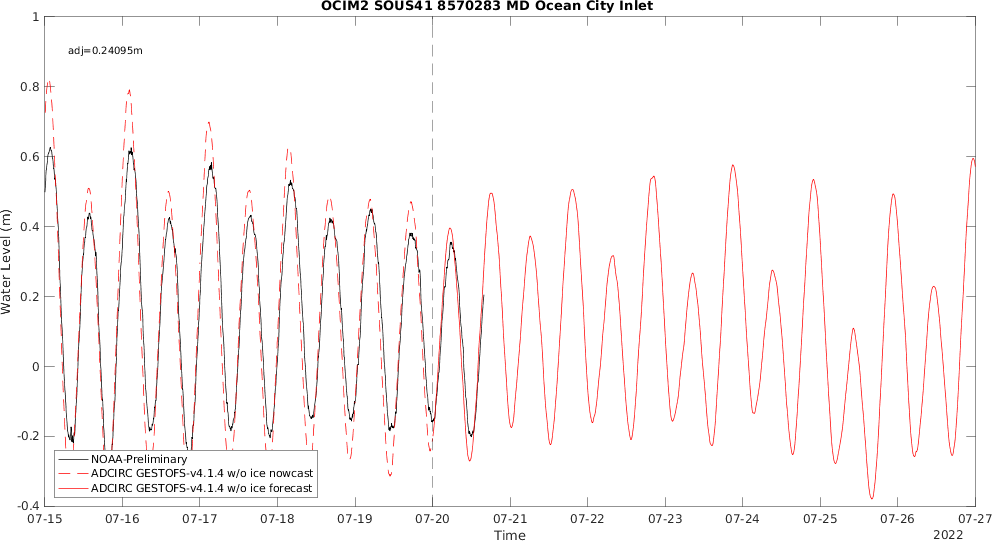 OCIM2 SOUS41 8570283 MD Ocean City Inlet
adj=0.24095m
Water Level (m)
1
0.8
0.6
0.4
0.2
0
-0.2
-0.4
NOAA-Preliminary
ADCIRC GESTOFS-v4.1.4 w/o ice nowcast
ADCIRC GESTOFS-v4.1.4 w/o ice forecast
07-15 07-16 07-17 07-18 07-19 07-20 07-21 07-22 07-23 07-24 07-25 07-26 07-27
Time
2022